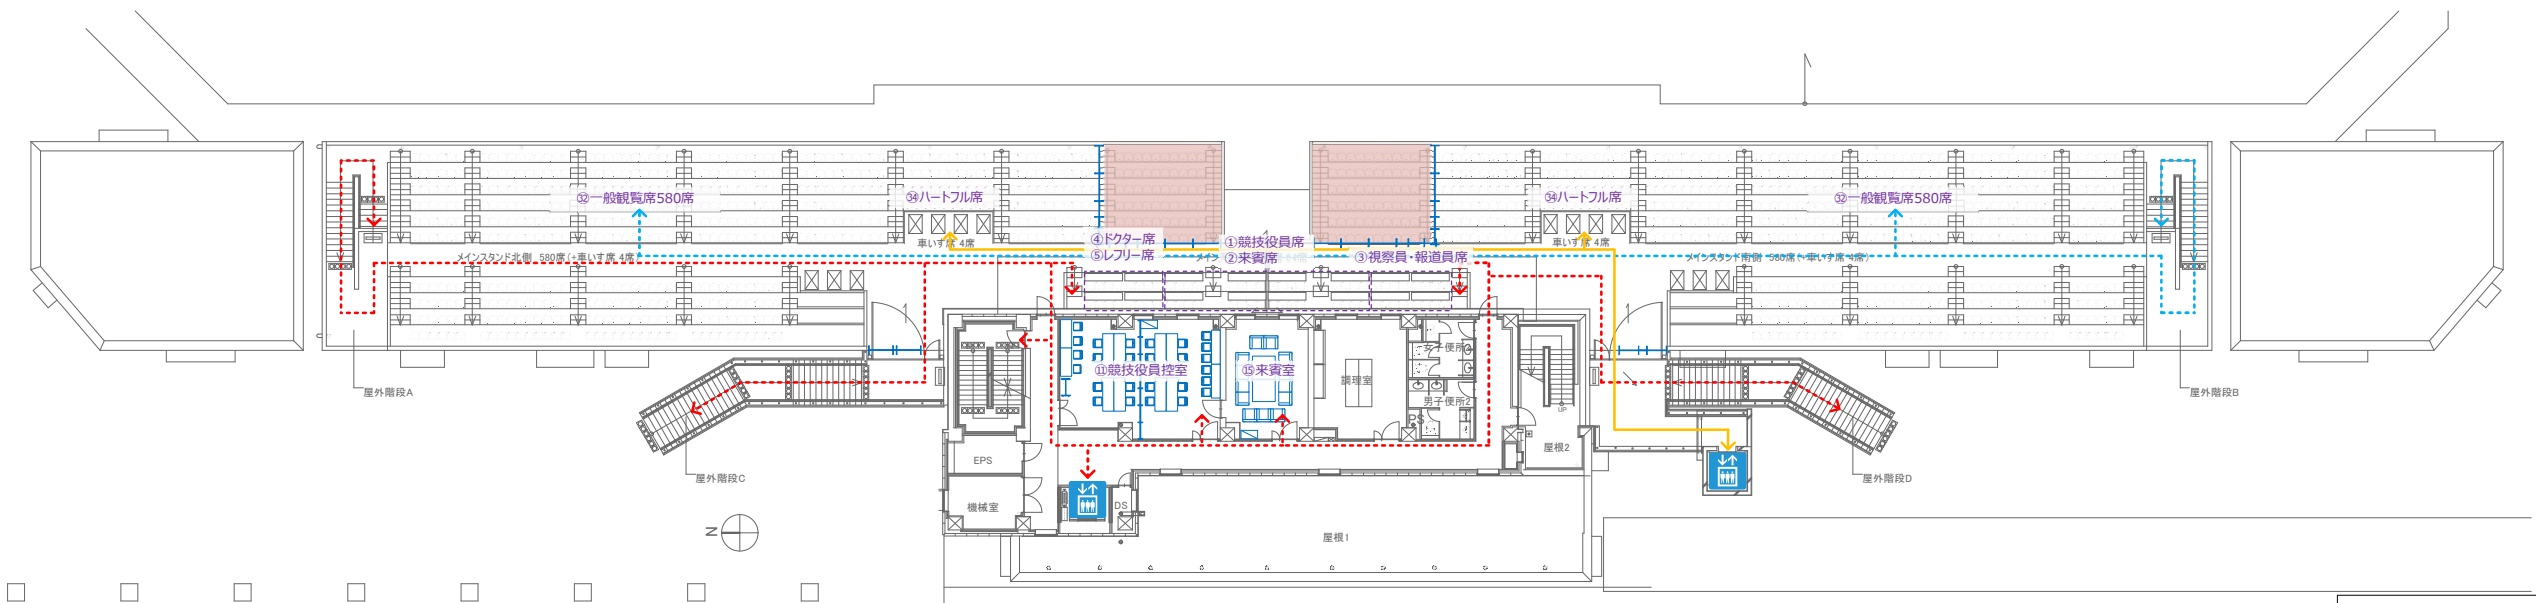 ㉜一般観覧席580席
㉞ハートフル席
㉞ハートフル席
㉜一般観覧席580席
車いす席 4席
車いす席 4席
④ドクター席
⑤レフリー席
①競技役員席
②来賓席
③視察員・報道員席
メインスタンド北側 580席(+車いす席 4席)
メインスタンド南側 580席(+車いす席 4席)
⑪競技役員控室
⑮来賓室
調理室
女子便所2
男子便所2
PS
UP
屋外階段A
屋外階段B
屋根2
EPS
屋外階段C
屋外階段D
機械室
DS
N
屋根1